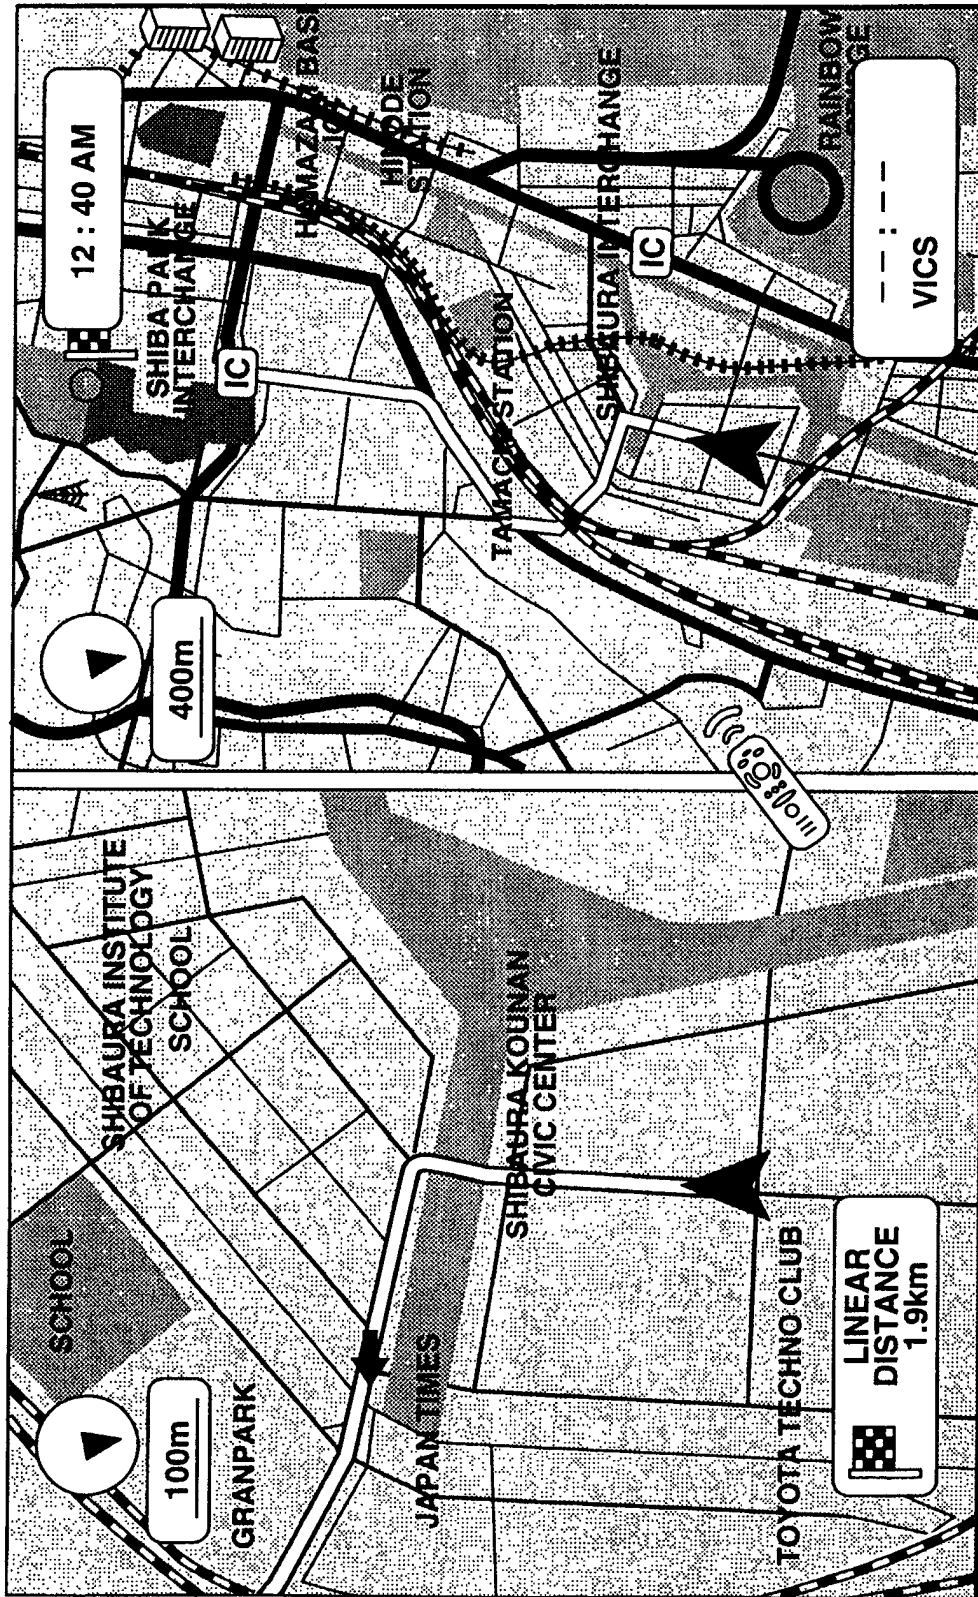 SCHOOL
SHIBAURA INSTITUTE
OF TECHNOLOGY
SCHOOL
100m
GRANPARK
JAPAN TIMES
SHIBAURA KOUNAN
CIVIC CENTER
TOYOTA TECHNO CLUB
LINEAR
DISTANCE
1.9km
12 : 40 AM
SHIBA PARK
INTERCHANGE
IC
400m
HINODE
STATION
TAMACHI STATION
SHIBAURA INTERCHANGE
IC
RAINBOW
– – : – –
VICS